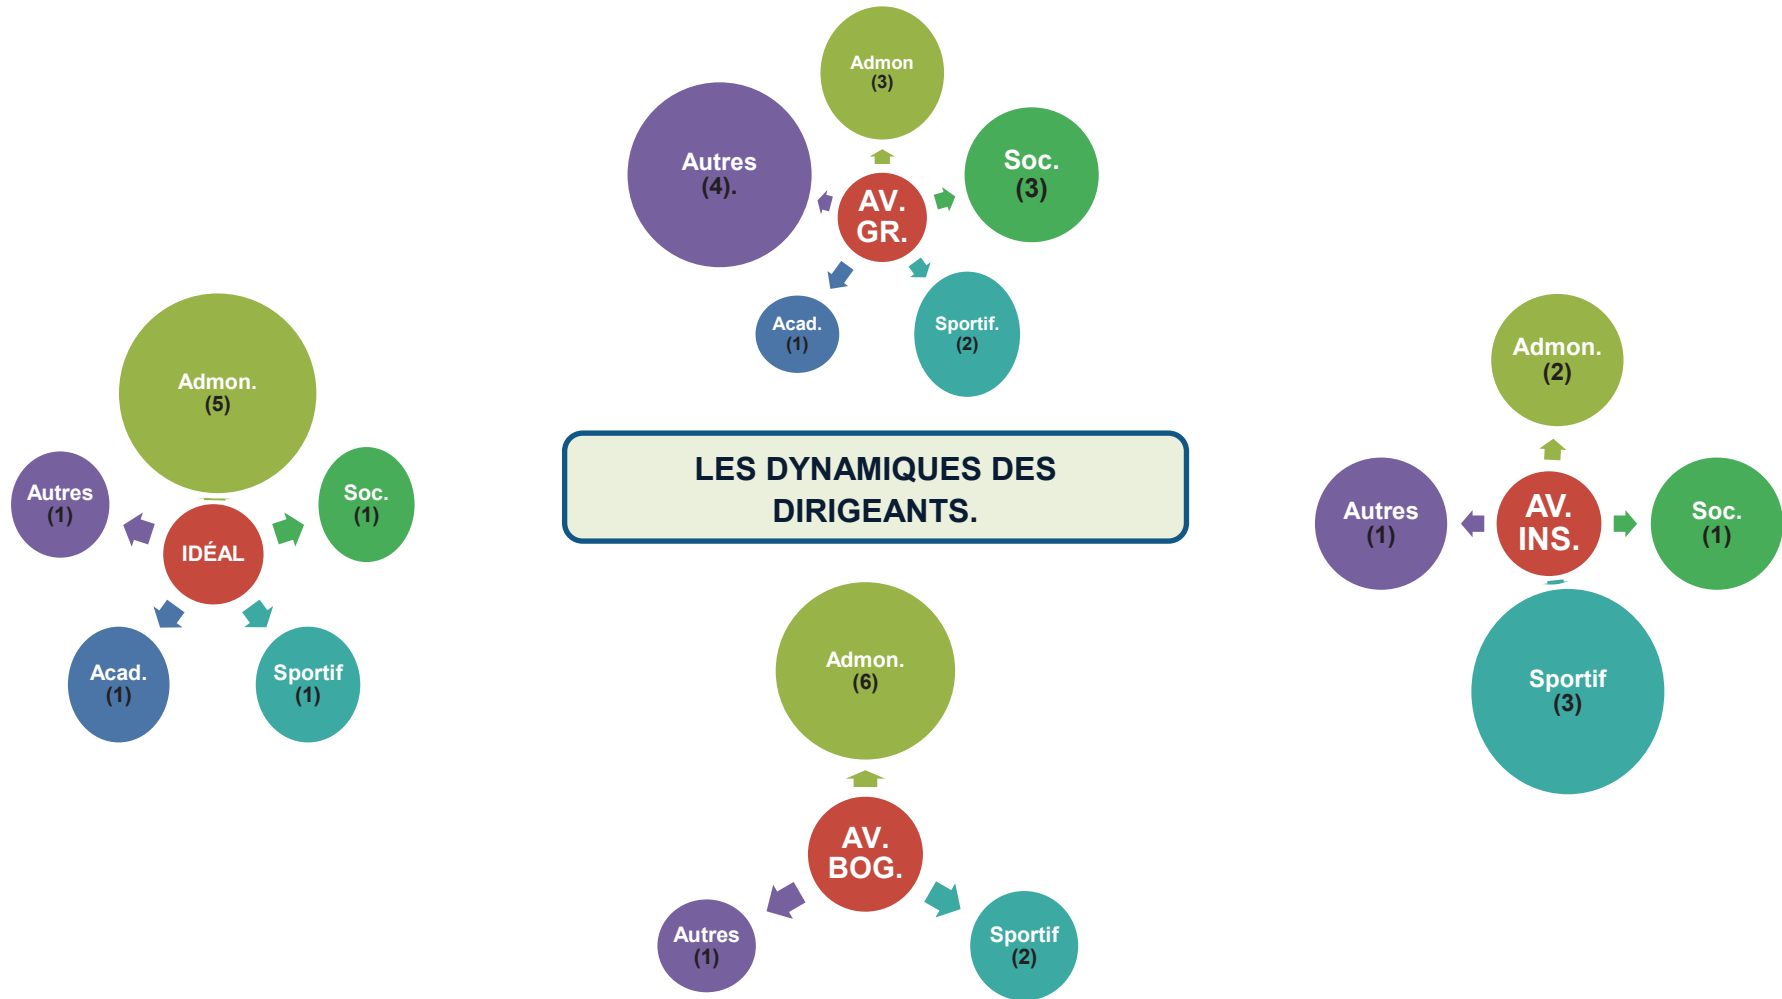 Admon
(3)
Autres
(4).
Soc.
(3)
AV.
GR.
Acad.
(1)
Sportif.
(2)
LES DYNAMIQUES DES
DIRIGEANTS.
Admon.
(5)
Autres
(1)
Soc.
(1)
IDÉAL
Acad.
(1)
Sportif
(1)
Admon.
(2)
Autres
(1)
AV.
INS.
Soc.
(1)
Sportif
(3)
Admon.
(6)
AV.
BOG.
Autres
(1)
Sportif
(2)